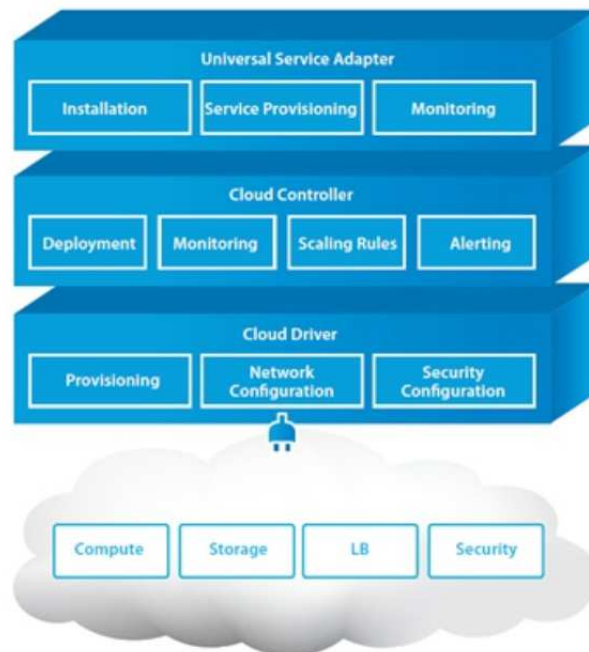 Universal Service Adapter
Installation
Service Provisioning
Monitoring
Cloud Controller
Deployment
Monitoring
Scaling Rules
Alerting
Cloud Driver
Provisioning
Network
Configuration
Security
Configuration
Compute
Storage
LB
Security